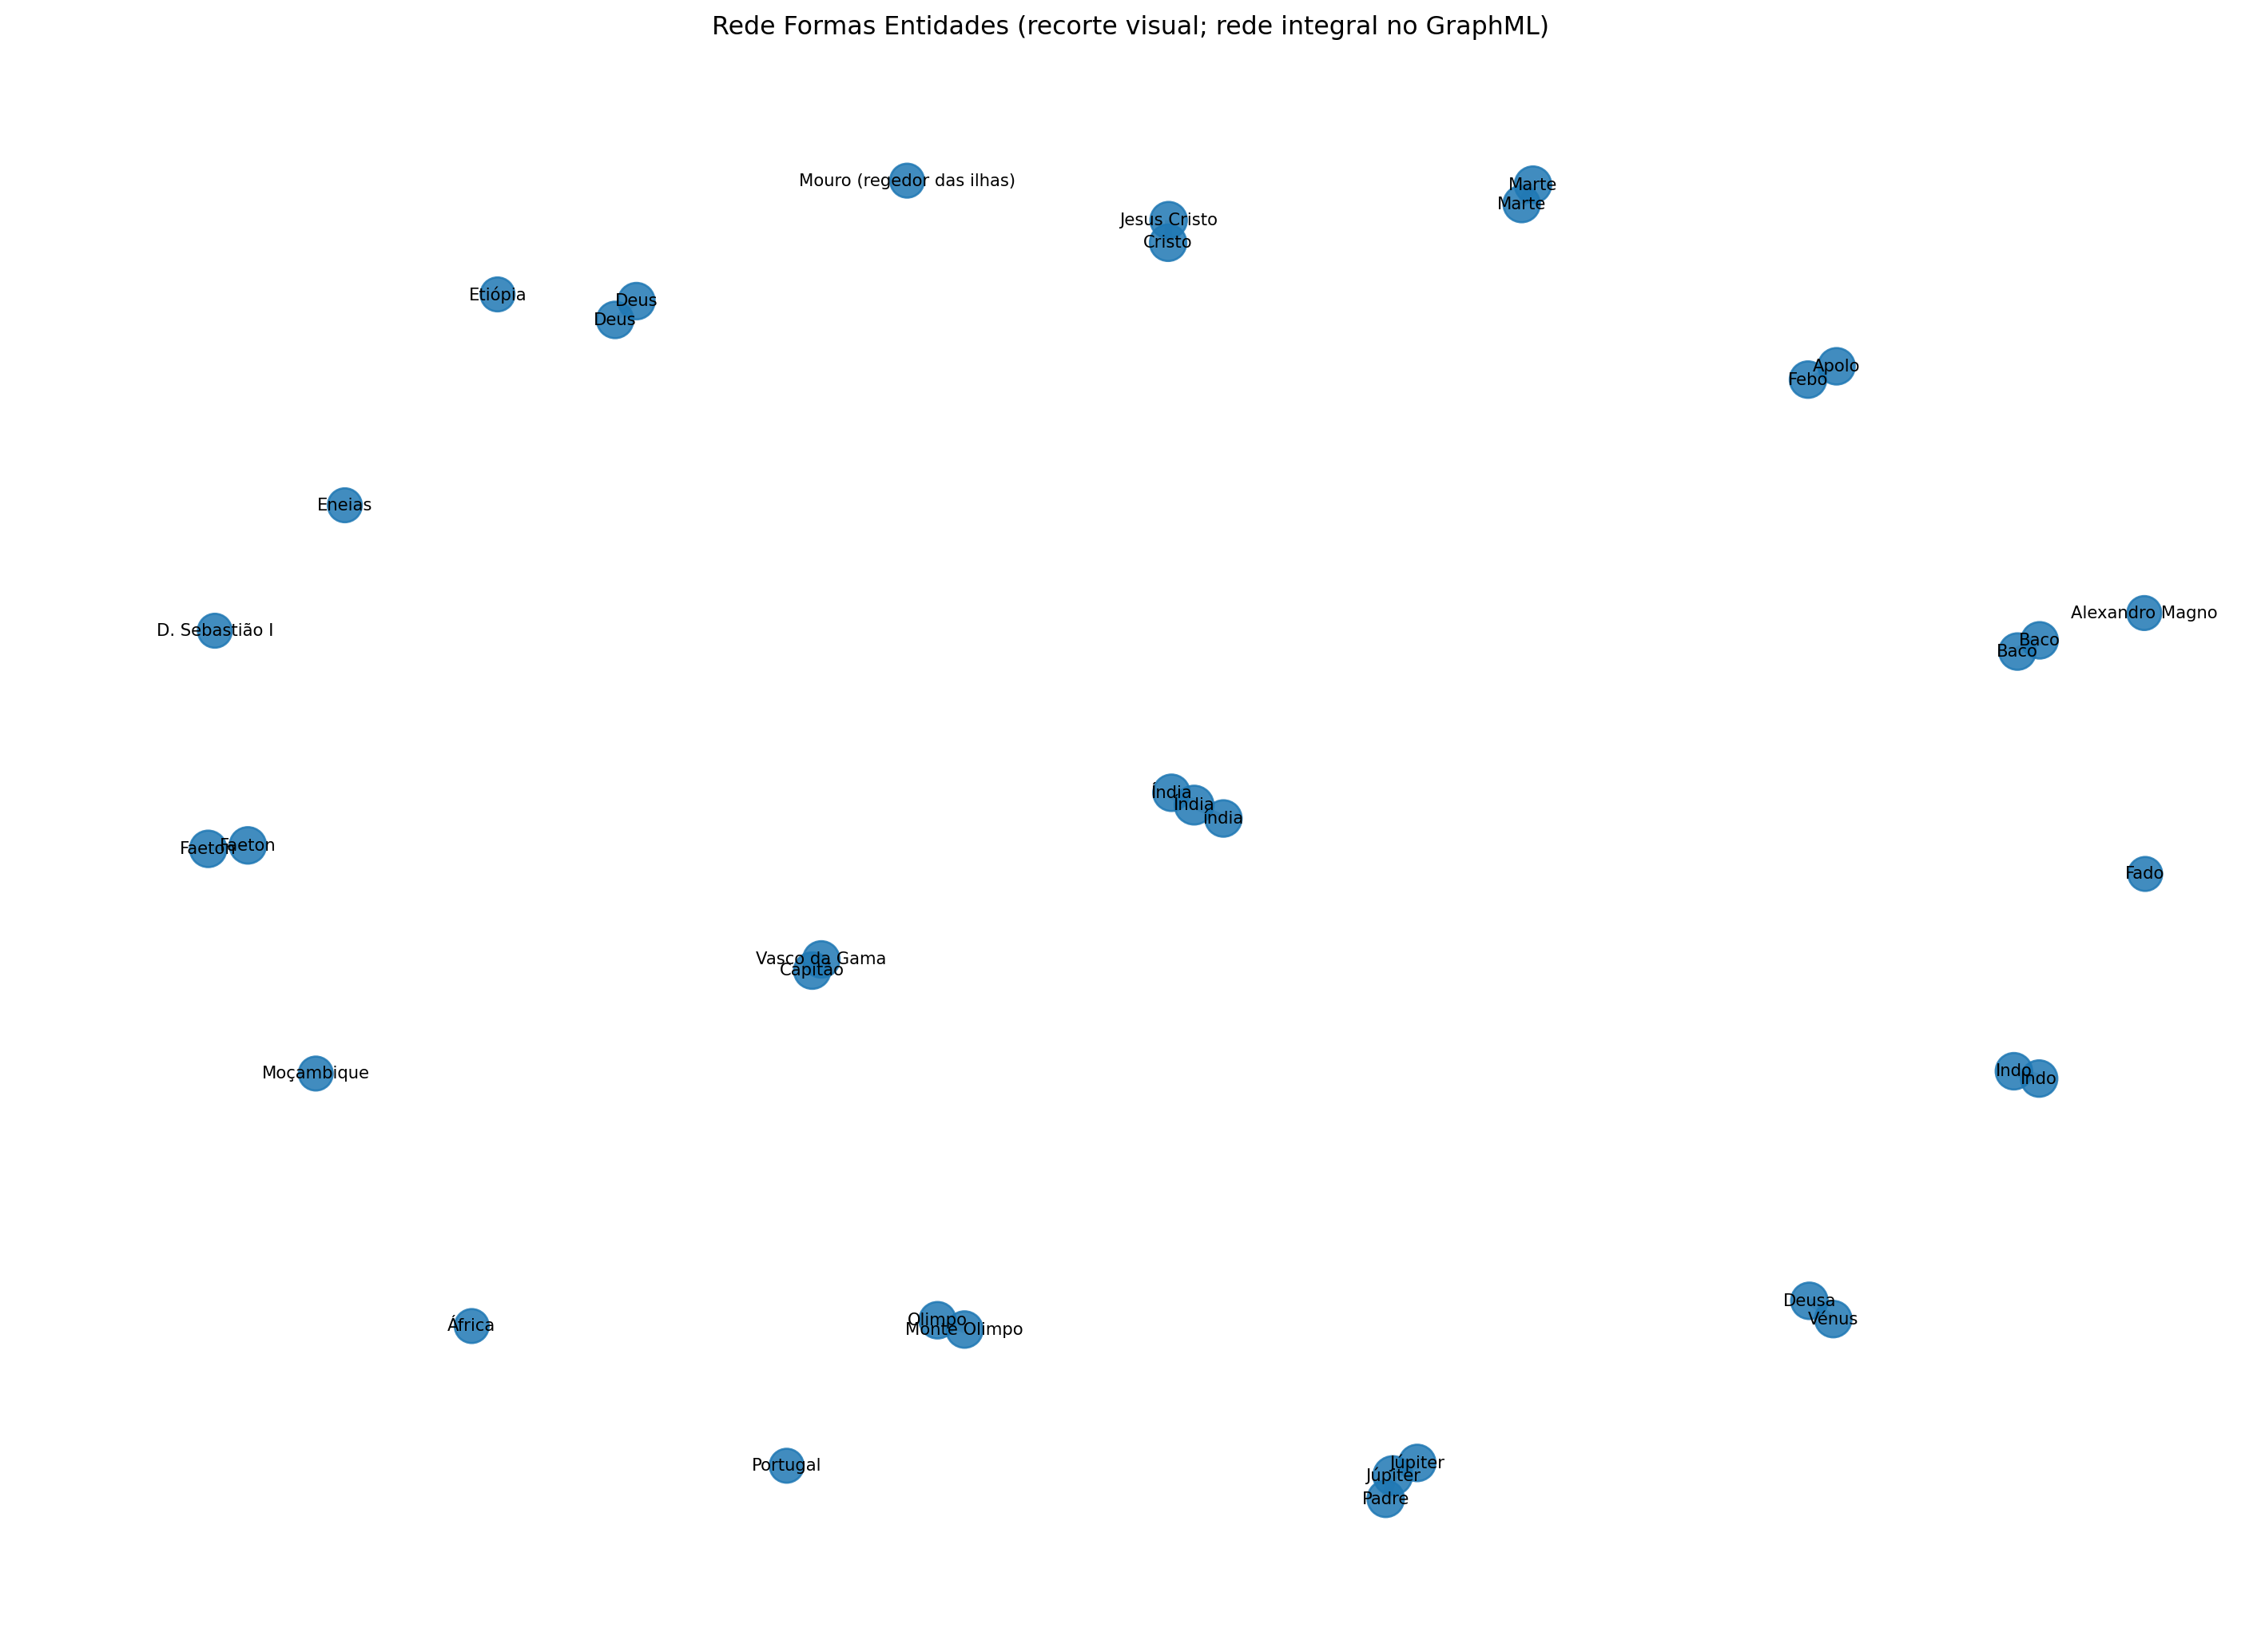 Rede Formas Entidades (recorte visual; rede integral no GraphML)
Mouro (regedor das ilhas)
Marte
Marte
Jesus Cristo
Cristo
Etiópia
Deus
Deus
Apolo
Febo
Eneias
Alexandro Magno
D. Sebastião I
Baco
Baco
Índia
Índia
índia
Faeton
Faeton
Fado
Vasco da Gama
Capitão
Moçambique
Indo
Indo
Deusa
Vénus
África
Olimpo
Monte Olimpo
Portugal
Júpiter
Júpiter
Padre